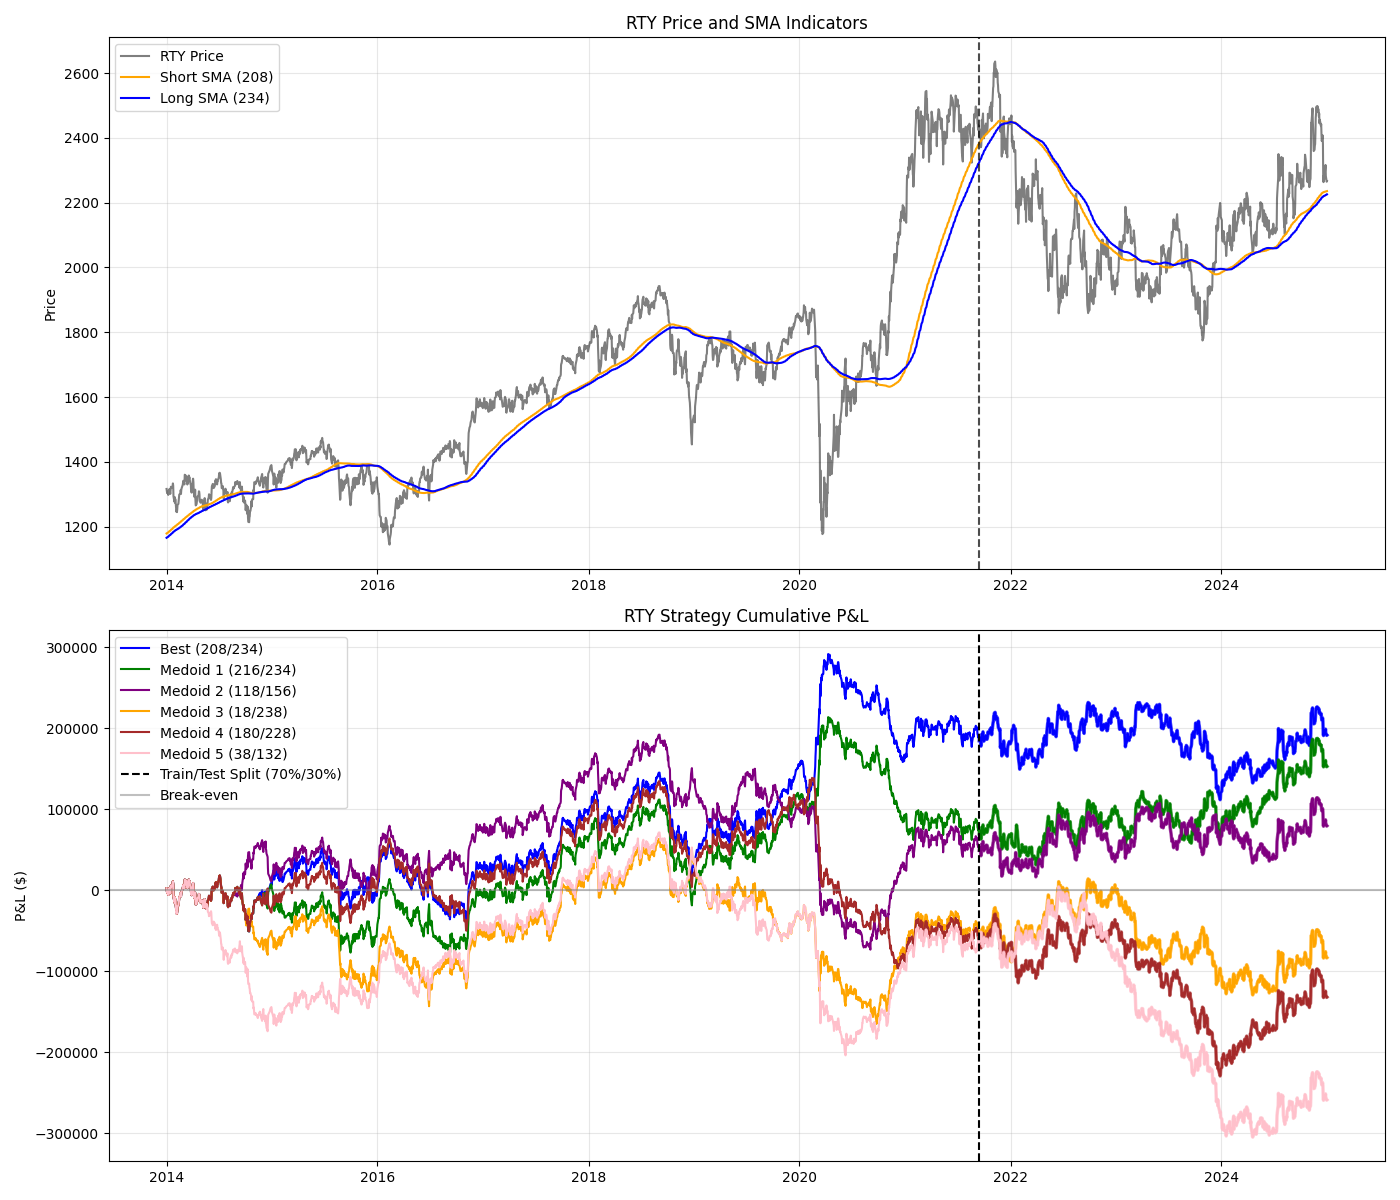 RTY Price and SMA Indicators
RTY Price
Short SMA (208)
Long SMA (234)
Price
2600
2400
2200
2000
1800
1600
1400
1200
2014
2016
2018
2020
2022
2024
RTY Strategy Cumulative P&L
Best (208/234)
Medoid 1 (216/234)
Medoid 2 (118/156)
Medoid 3 (18/238)
Medoid 4 (180/228)
Medoid 5 (38/132)
Train/Test Split (70%/30%)
Break-even
P&L ($)
300000
200000
100000
0
−100000
−200000
−300000
2014
2016
2018
2020
2022
2024